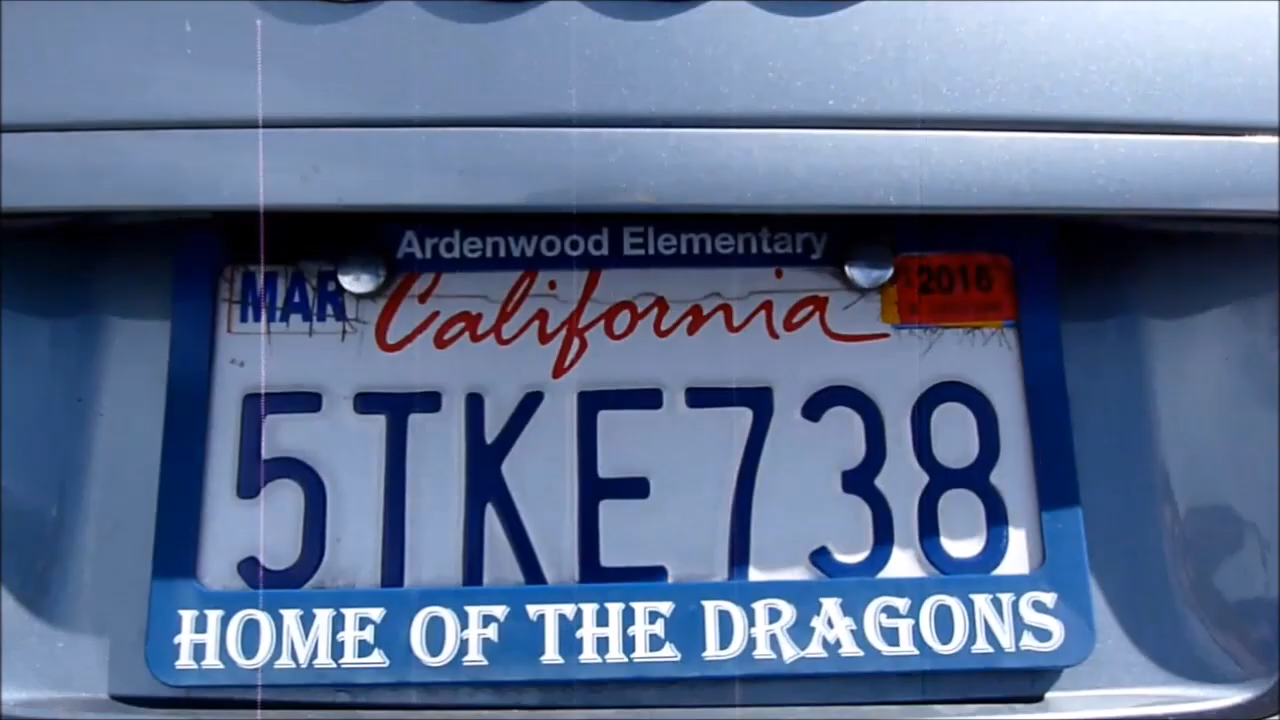 Ardenwood Elementary
MAR California 2016
5TKE738
HOME OF THE DRAGONS